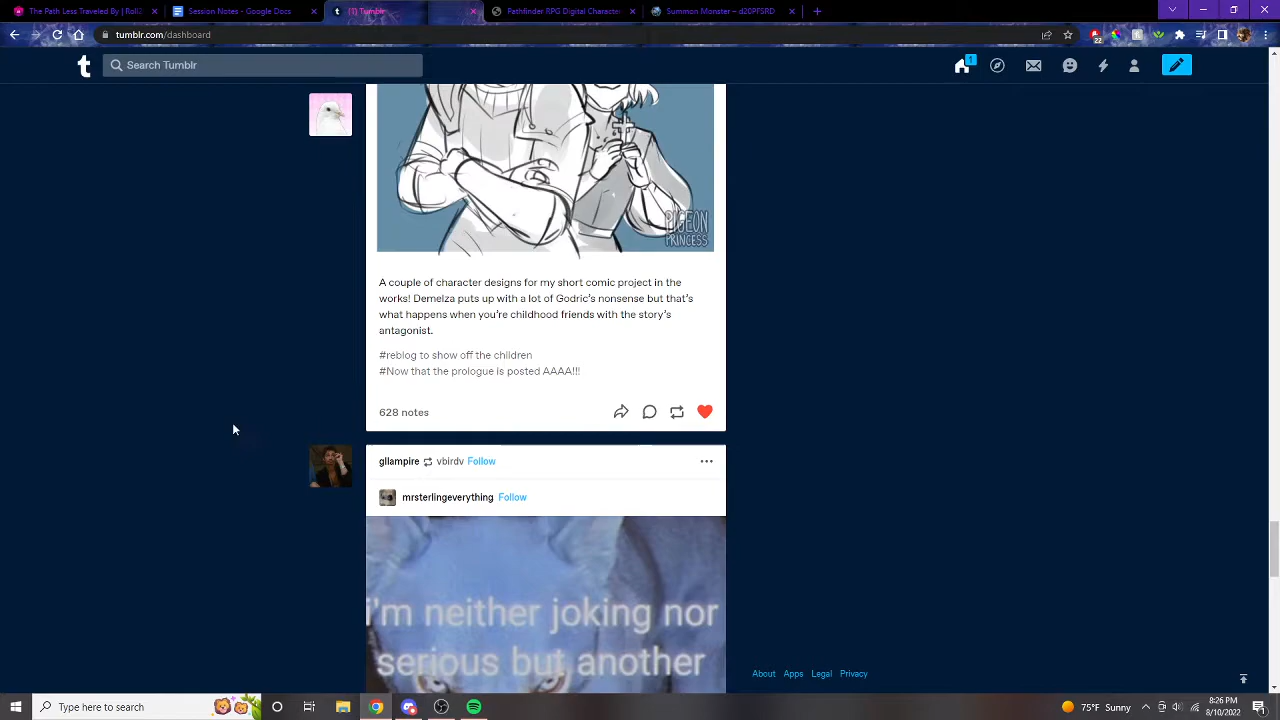 The Path Less Traveled By | Roll2
Session Notes - Google Docs
(1) Tumblr
Pathfinder RPG Digital Character
Summon Monster – d20PFSRD
tumblr.com/dashboard
22
t
Search Tumblr
1
PIGEON
PRINCESS
A couple of character designs for my short comic project in the
works! Demelza puts up with a lot of Godric’s nonsense but that’s
what happens when you’re childhood friends with the story’s
antagonist.
#reblog to show off the children
#Now that the prologue is posted AAAA!!!
628 notes
gllampire vbirdv Follow
mrsterlingeverything Follow
i'm neither joking nor
serious but another
About Apps Legal Privacy
Type here to search
75°F Sunny
8:26 PM
8/10/2022